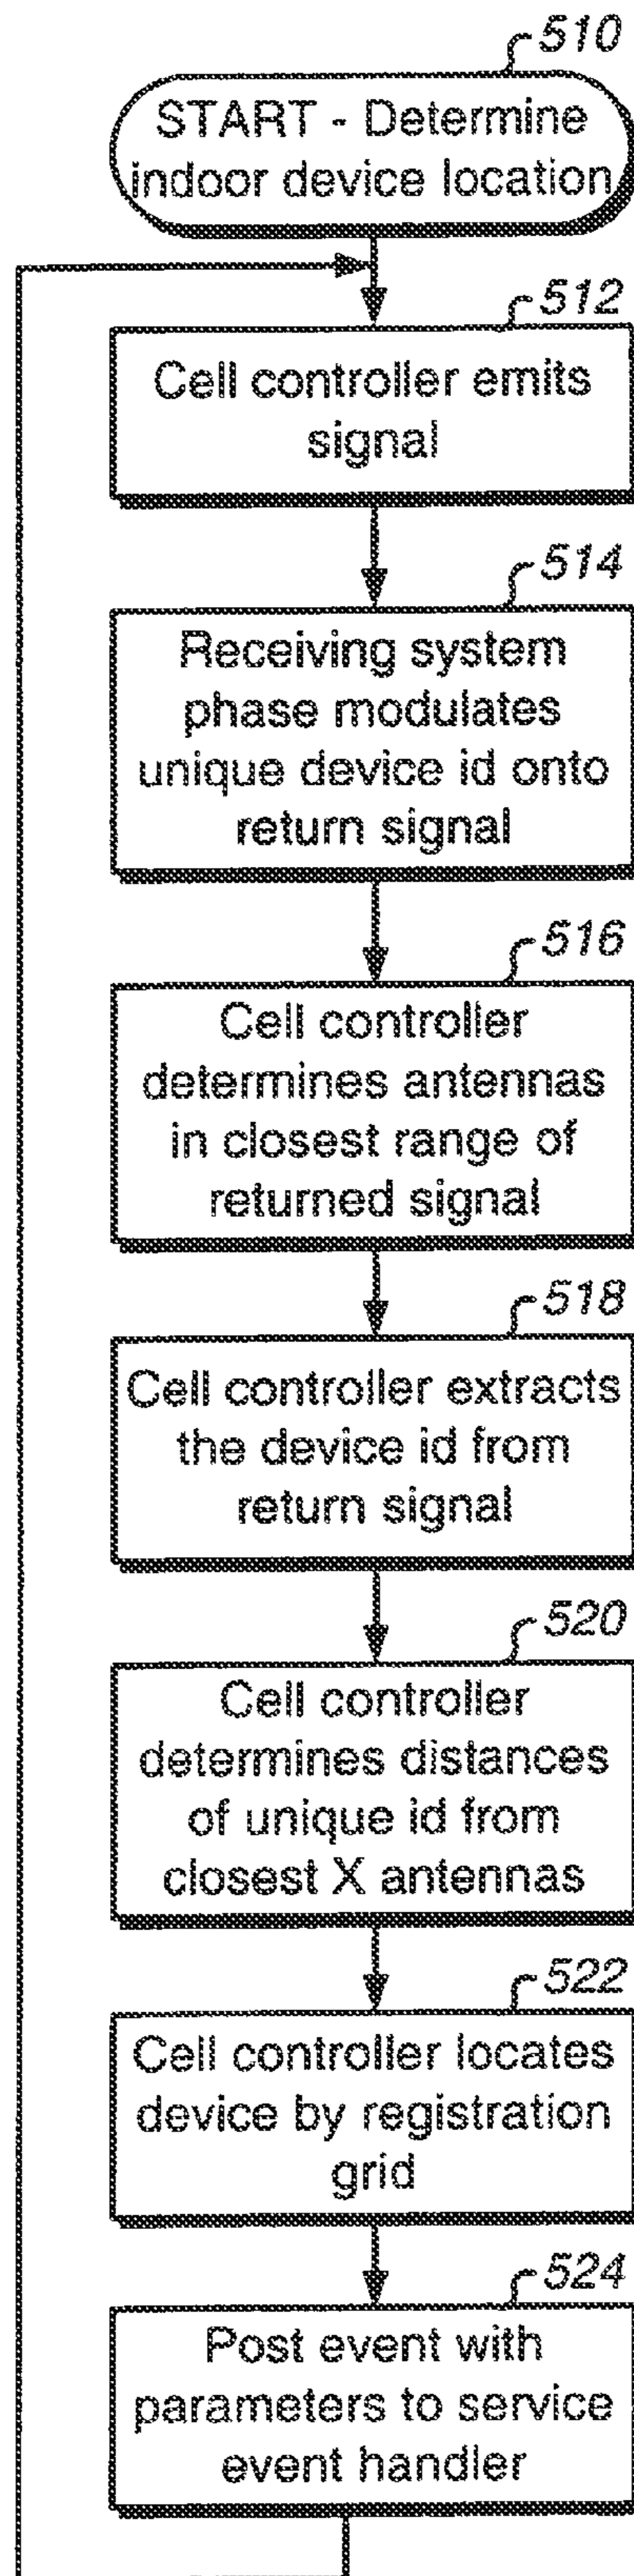 510
START - Determine
indoor device location
512
Cell controller emits
signal
514
Receiving system
phase modulates
unique device id onto
return signal
516
Cell controller
determines antennas
in closest range of
returned signal
518
Cell controller extracts
the device id from
return signal
520
Cell controller
determines distances
of unique id from
closest X antennas
522
Cell controller locates
device by registration
grid
524
Post event with
parameters to service
event handler